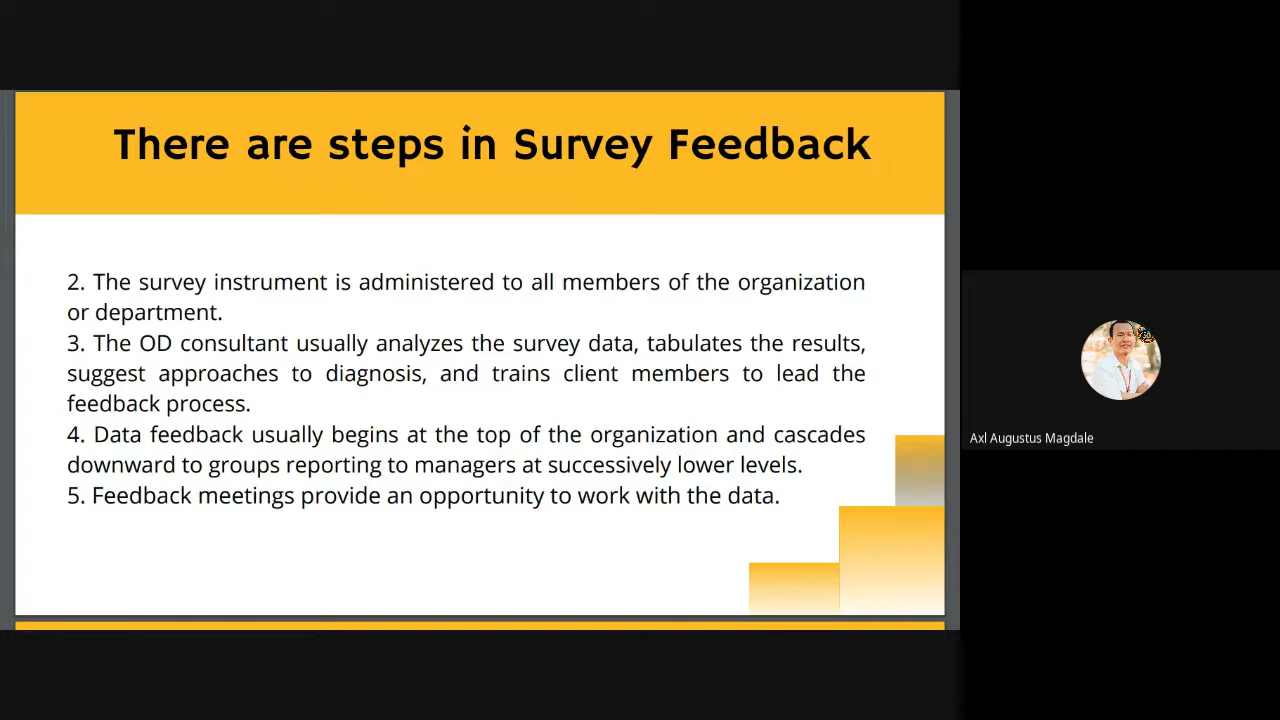 There are steps in Survey Feedback
2. The survey instrument is administered to all members of the organization
or department.
3. The OD consultant usually analyzes the survey data, tabulates the results,
suggest approaches to diagnosis, and trains client members to lead the
feedback process.
4. Data feedback usually begins at the top of the organization and cascades
downward to groups reporting to managers at successively lower levels.
5. Feedback meetings provide an opportunity to work with the data.
Axl Augustus Magdale